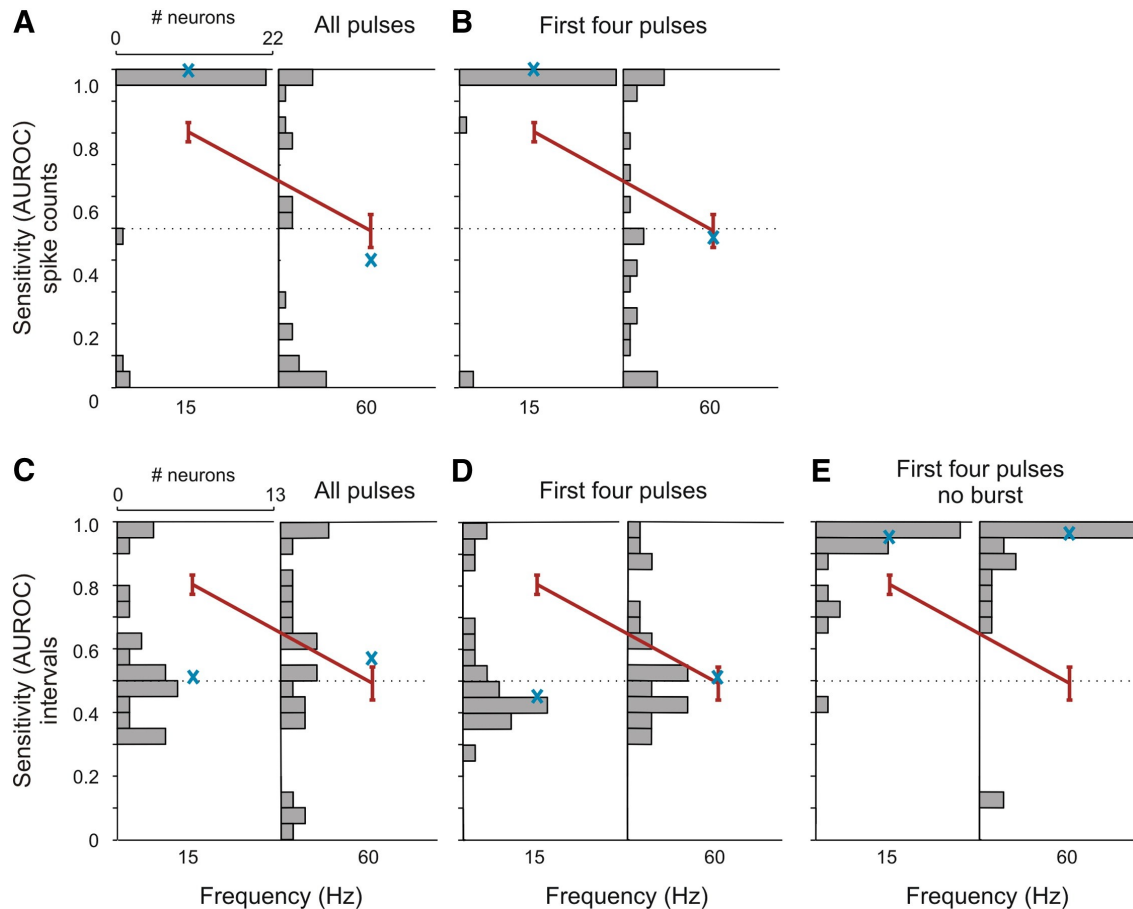 A
# neurons
0
22
All pulses
B
First four pulses
Sensitivity (AUROC)
spike counts
1.0
0.8
0.6
0.4
0.2
0
15
60
15
60
C
# neurons
0
13
All pulses
D
First four pulses
E
First four pulses
no burst
Sensitivity (AUROC)
intervals
1.0
0.8
0.6
0.4
0.2
0
15
60
15
60
15
60
Frequency (Hz)
Frequency (Hz)
Frequency (Hz)